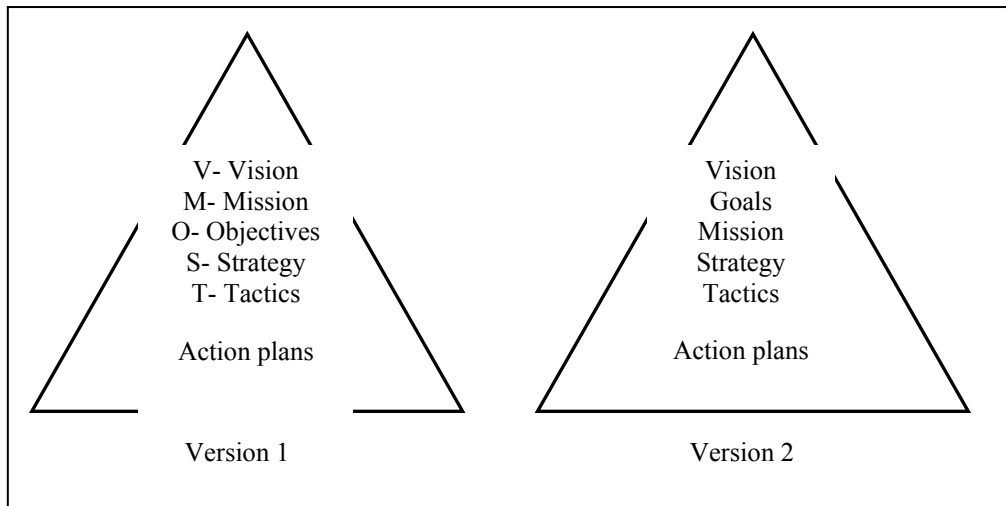 V- Vision
M- Mission
O- Objectives
S- Strategy
T- Tactics
Action plans
Version 1
Vision
Goals
Mission
Strategy
Tactics
Action plans
Version 2